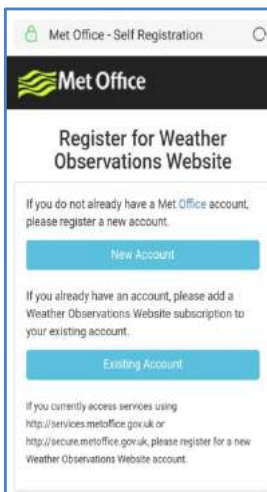 Met Office - Self Registration
Met Office
Register for Weather
Observations Website
If you do not already have a Met Office account,
please register a new account.
New Account
If you already have an account, please add a
Weather Observations Website subscription to
your existing account.
Existing Account
If you currently access services using
http://services.metoffice.gov.uk or
http://secure.metoffice.gov.uk, please register for a new
Weather Observations Website account.